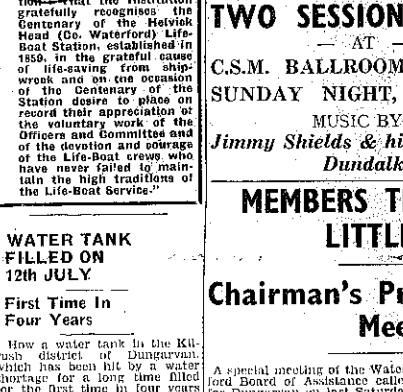 gratefully recognises the
Centenary of the Helvick
Head (Co. Waterford) Life-
Boat Station, established in
1859, in the grateful cause
of life-saving from ship-
wreck and on the occasion
of the Centenary of the
Station desire to place on
record their appreciation of
the voluntary work of the
Officers and Committee and
of the devotion and courage
of the Life-Boat crews who
have never failed to main-
tain the high traditions of
the Life-Boat Service."
WATER TANK
FILLED ON
12th JULY
First Time In
Four Years
How a water tank in the Kil-
rush district of Dungarvan,
which has been hit by a water
shortage for a long time filled
for the first time in four years
TWO SESSION
— AT —
C.S.M. BALLROOM
SUNDAY NIGHT,
MUSIC BY
Jimmy Shields & hi
Dundalk
MEMBERS T
LITTL
Chairman's Pr
Mee
A special meeting of the Water
ford Board of Assistance calle